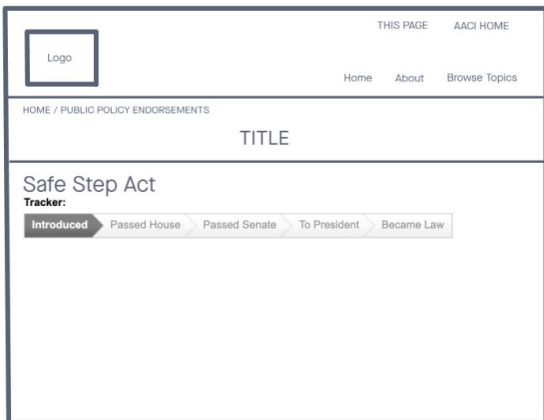 THIS PAGE AACI HOME
Logo
Home About Browse Topics
HOME / PUBLIC POLICY ENDORSEMENTS
TITLE
Safe Step Act
Tracker:
Introduced Passed House Passed Senate To President Became Law